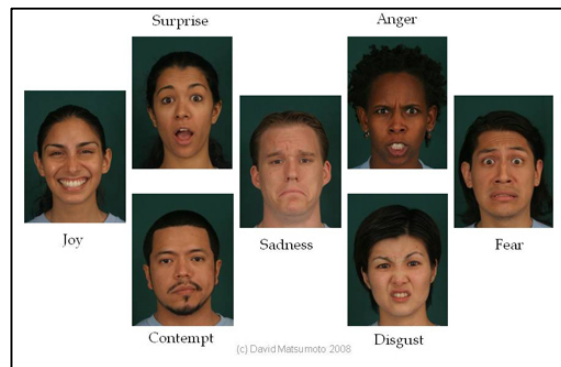 Surprise
Anger
Joy
Sadness
Fear
Contempt
Disgust
(c) David Matsumoto 2008